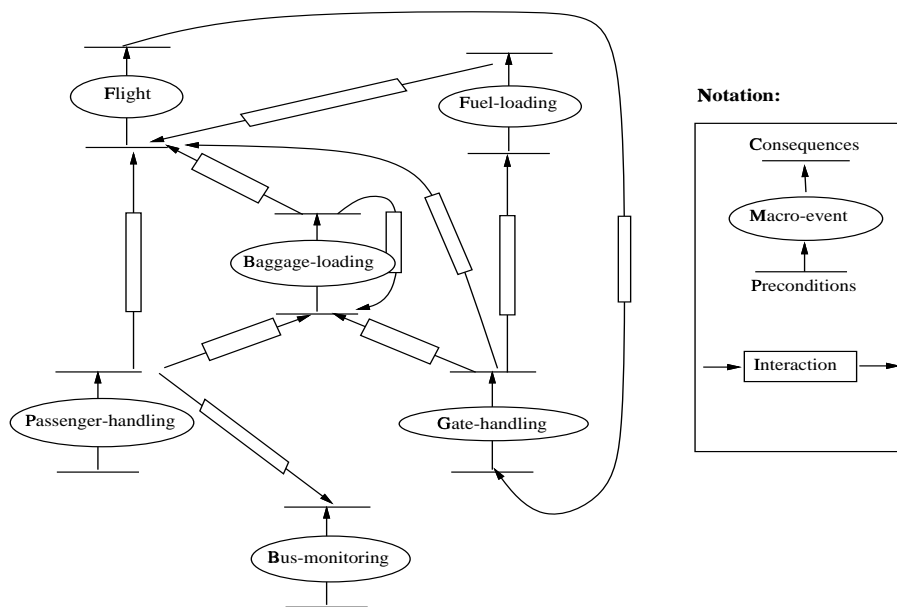 Flight
Fuel-loading
Baggage-loading
Passenger-handling
Gate-handling
Bus-monitoring
Notation:
Consequences
Macro-event
Preconditions
Interaction